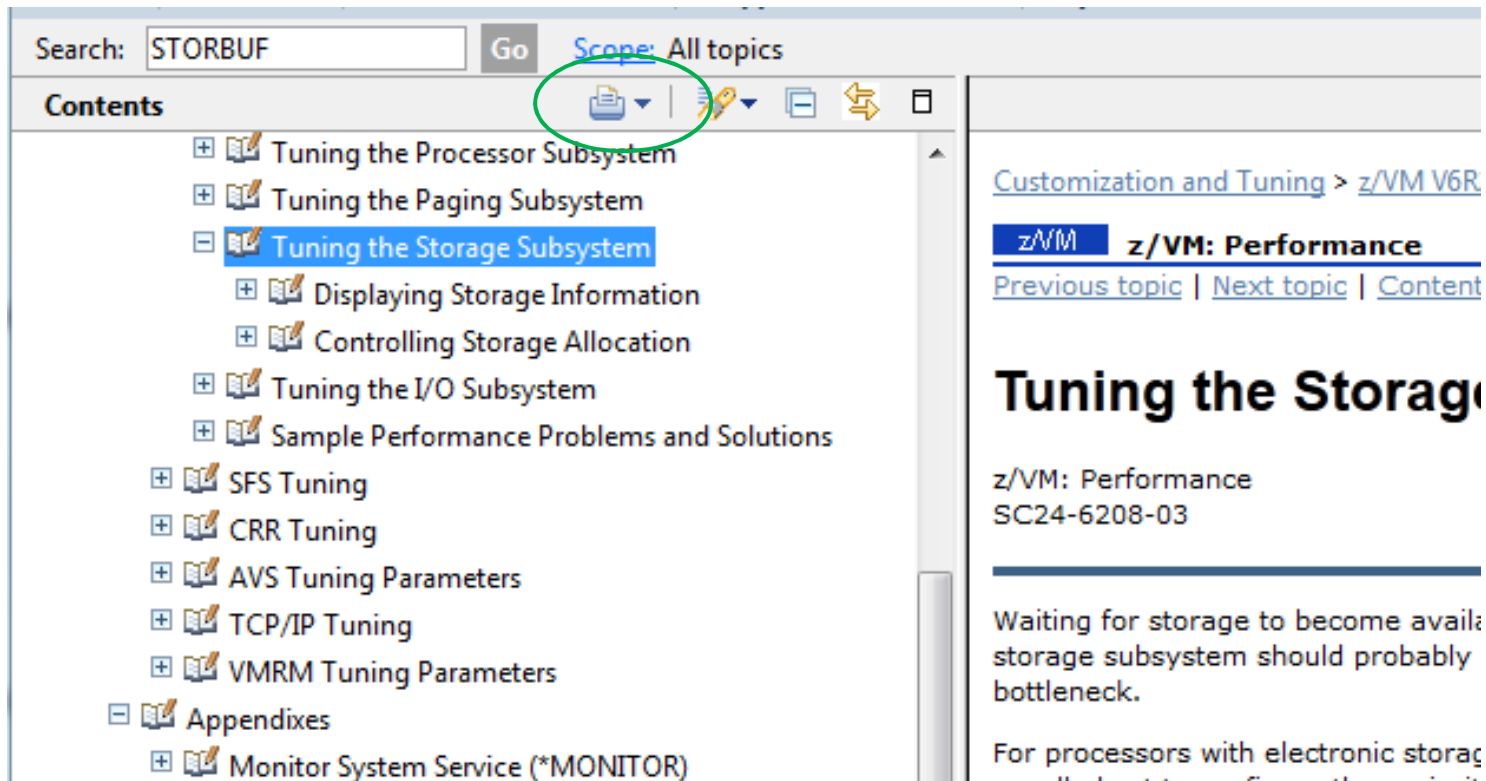 Search: STORBUF Go Scope: All topics
Contents
Tuning the Processor Subsystem
Tuning the Paging Subsystem
Tuning the Storage Subsystem
Displaying Storage Information
Controlling Storage Allocation
Tuning the I/O Subsystem
Sample Performance Problems and Solutions
SFS Tuning
CRR Tuning
AVS Tuning Parameters
TCP/IP Tuning
VMRM Tuning Parameters
Appendixes
Monitor System Service (*MONITOR)
Customization and Tuning > z/VM V6R
z/VM z/VM: Performance
Previous topic | Next topic | Content
Tuning the Storag
z/VM: Performance
SC24-6208-03
Waiting for storage to become avail
storage subsystem should probably
bottleneck.
For processors with electronic storag